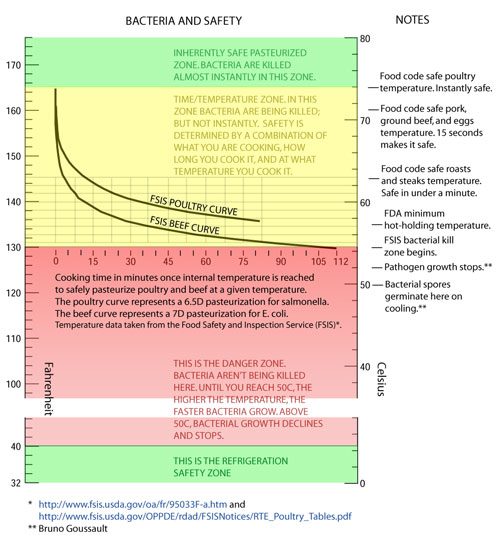 BACTERIA AND SAFETY
NOTES
INHERENTLY SAFE PASTEURIZED
ZONE. BACTERIA ARE KILLED
ALMOST INSTANTLY IN THIS ZONE.
TIME/TEMPERATURE ZONE. IN THIS
ZONE BACTERIA ARE BEING KILLED;
BUT NOT INSTANTLY. SAFETY IS
DETERMINED BY A COMBINATION OF
WHAT YOU ARE COOKING, HOW
LONG YOU COOK IT, AND AT WHAT
TEMPERATURE YOU COOK IT.
FSIS POULTRY CURVE
FSIS BEEF CURVE
170
160
150
140
130
120
110
100
40
32
Fahrenheit
0
15
30
45
60
75
90
112
80
70
60
50
40
0
Celsius
Cooking time in minutes once internal temperature is reached
to safely pasteurize poultry and beef at a given temperature.
The poultry curve represents a 6.5D pasteurization for salmonella.
The beef curve represents a 7D pasteurization for E. coli.
Temperature data taken from the Food Safety and Inspection Service (FSIS)*.
THIS IS THE DANGER ZONE.
BACTERIA AREN'T BEING KILLED
HERE. UNTIL YOU REACH 50C, THE
HIGHER THE TEMPERATURE, THE
FASTER BACTERIA GROW. ABOVE
50C, BACTERIAL GROWTH DECLINES
AND STOPS.
THIS IS THE REFRIGERATION
SAFETY ZONE
Food code safe poultry
temperature. Instantly safe.
Food code safe pork,
ground beef, and eggs
temperature. 15 seconds
makes it safe.
Food code safe roasts
and steaks temperature.
Safe in under a minute.
FDA minimum
hot-holding temperature.
FSIS bacterial kill
zone begins.
Pathogen growth stops.**
Bacterial spores
germinate here on
cooling.**
* http://www.fsis.usda.gov/oa/fr/95033F-a.htm and
http://www.fsis.usda.gov/OPPDE/rdad/FSISNotices/RTE_Poultry_Tables.pdf
** Bruno Goussault